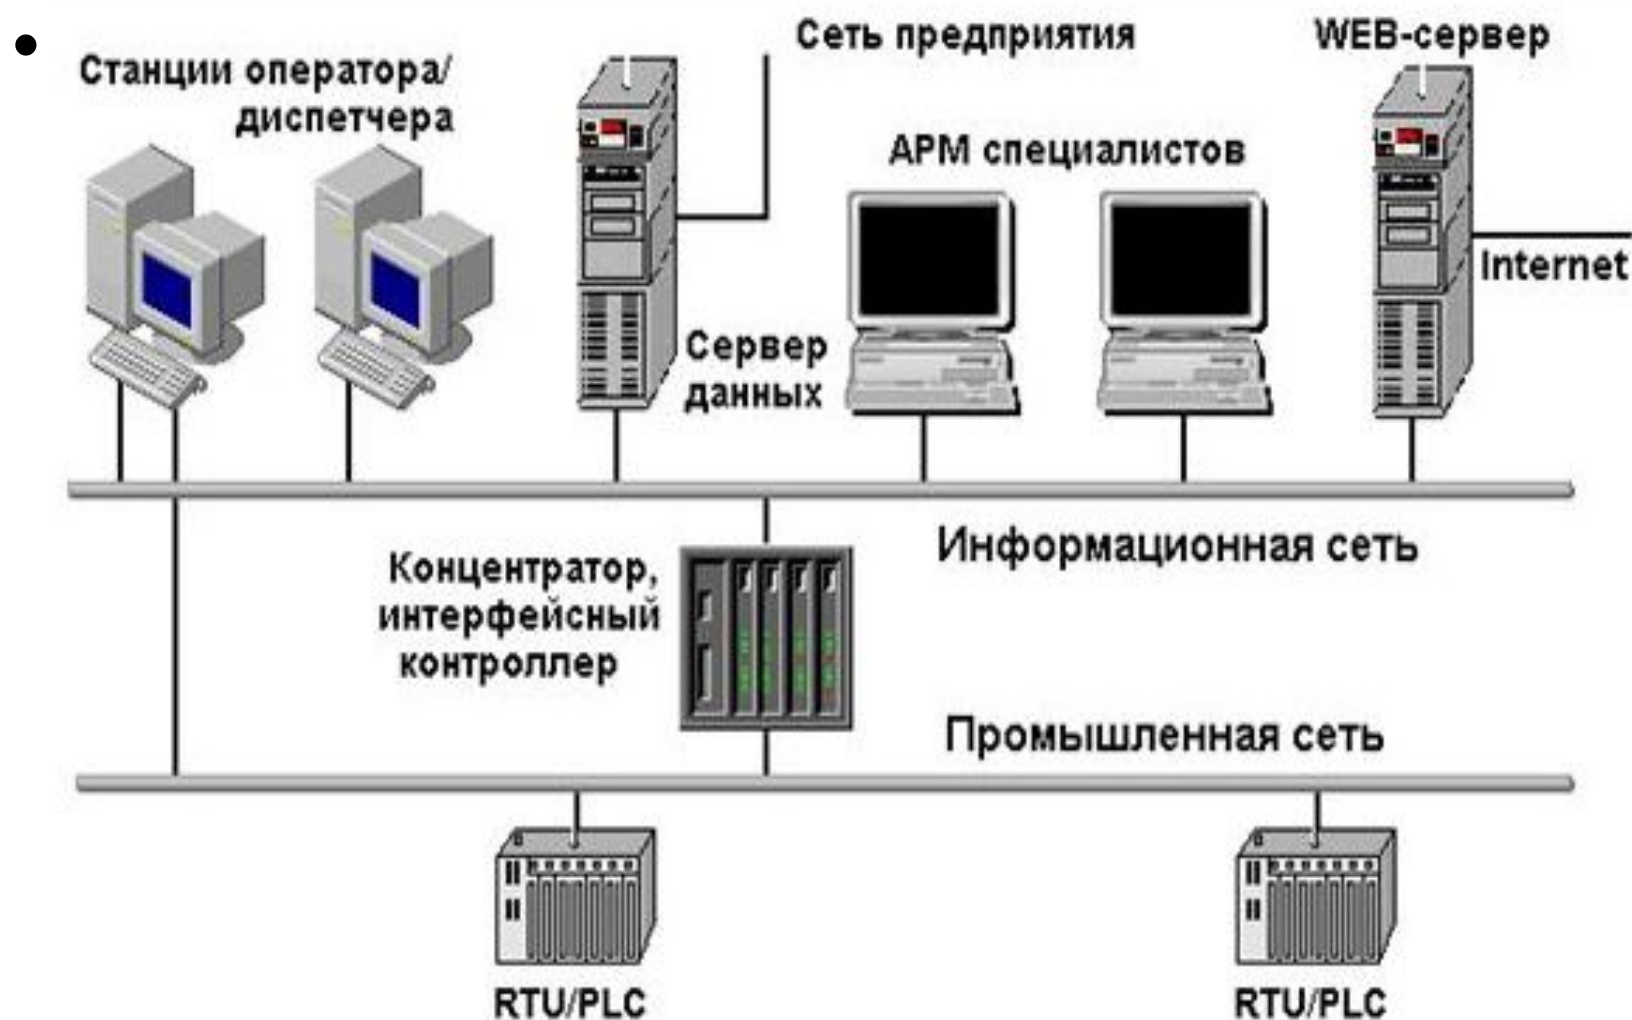 Станции оператора/
диспетчера
Сеть предприятия
WEB-сервер
АРМ специалистов
Internet
Сервер
данных
Информационная сеть
Концентратор,
интерфейсный
контроллер
Промышленная сеть
RTU/PLC
RTU/PLC